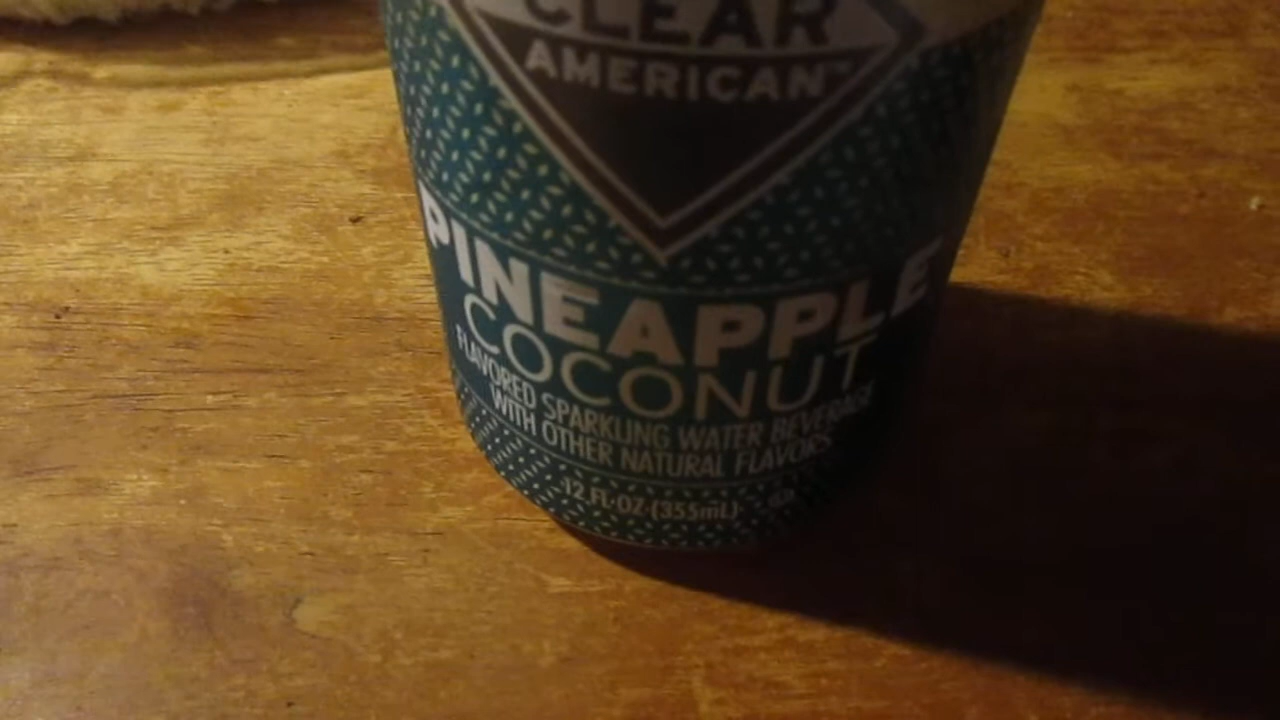 CLEAR
AMERICAN™
PINEAPPLE
COCONUT
FLAVORED SPARKLING WATER BEVERAGE
WITH OTHER NATURAL FLAVORS
12 FL OZ (355mL)